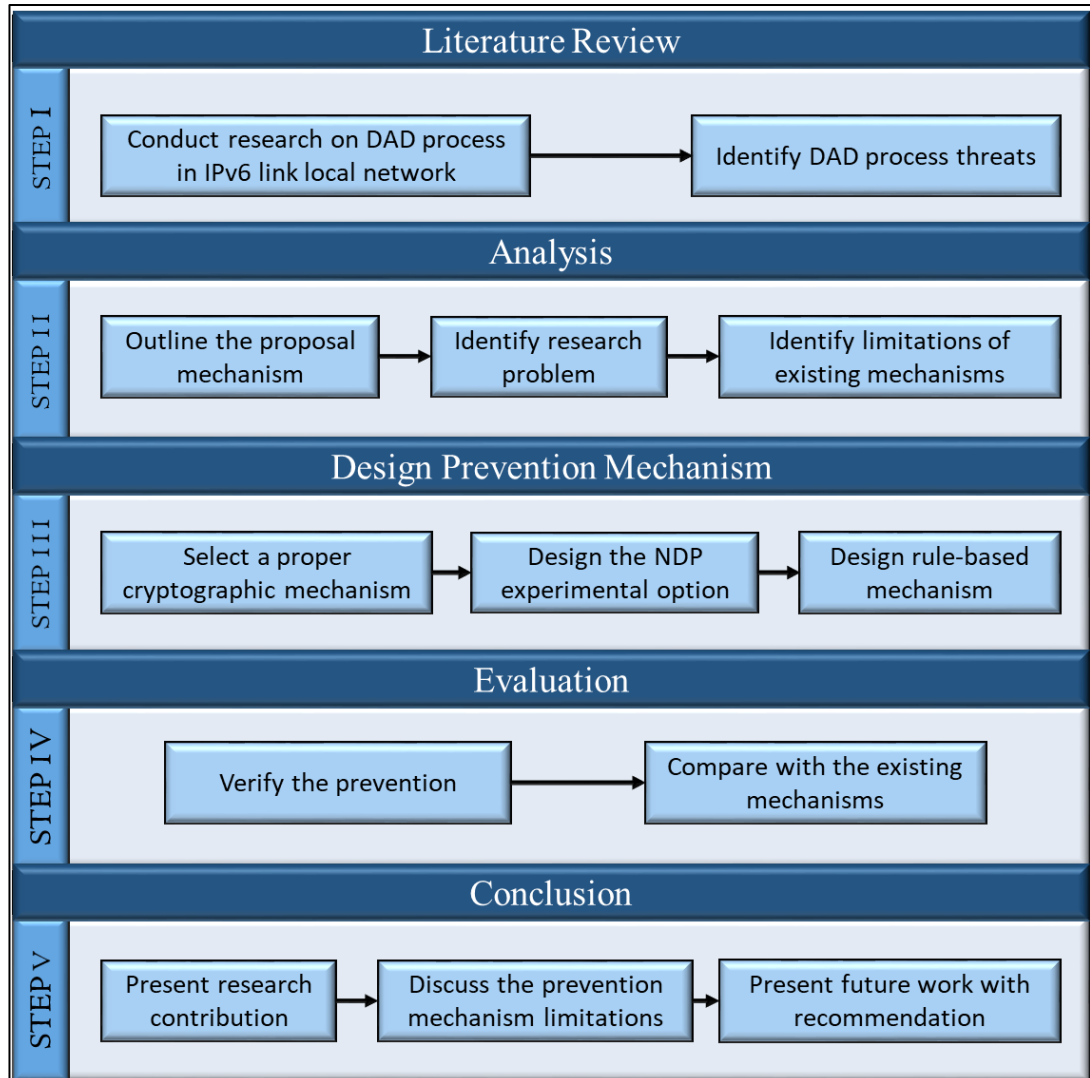 Literature Review
STEP I
Conduct research on DAD process
in IPv6 link local network
Identify DAD process threats
Analysis
STEP II
Outline the proposal
mechanism
Identify research
problem
Identify limitations of
existing mechanisms
Design Prevention Mechanism
STEP III
Select a proper
cryptographic mechanism
Design the NDP
experimental option
Design rule-based
mechanism
Evaluation
STEP IV
Verify the prevention
Compare with the existing
mechanisms
Conclusion
STEP V
Present research
contribution
Discuss the prevention
mechanism limitations
Present future work with
recommendation